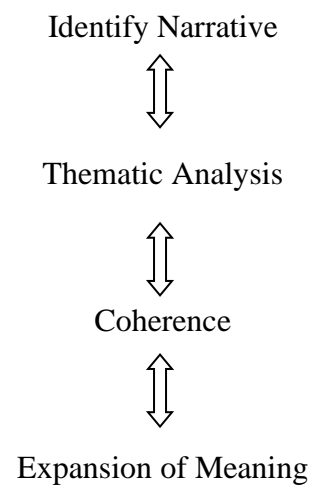 Identify Narrative
Thematic Analysis
Coherence
Expansion of Meaning